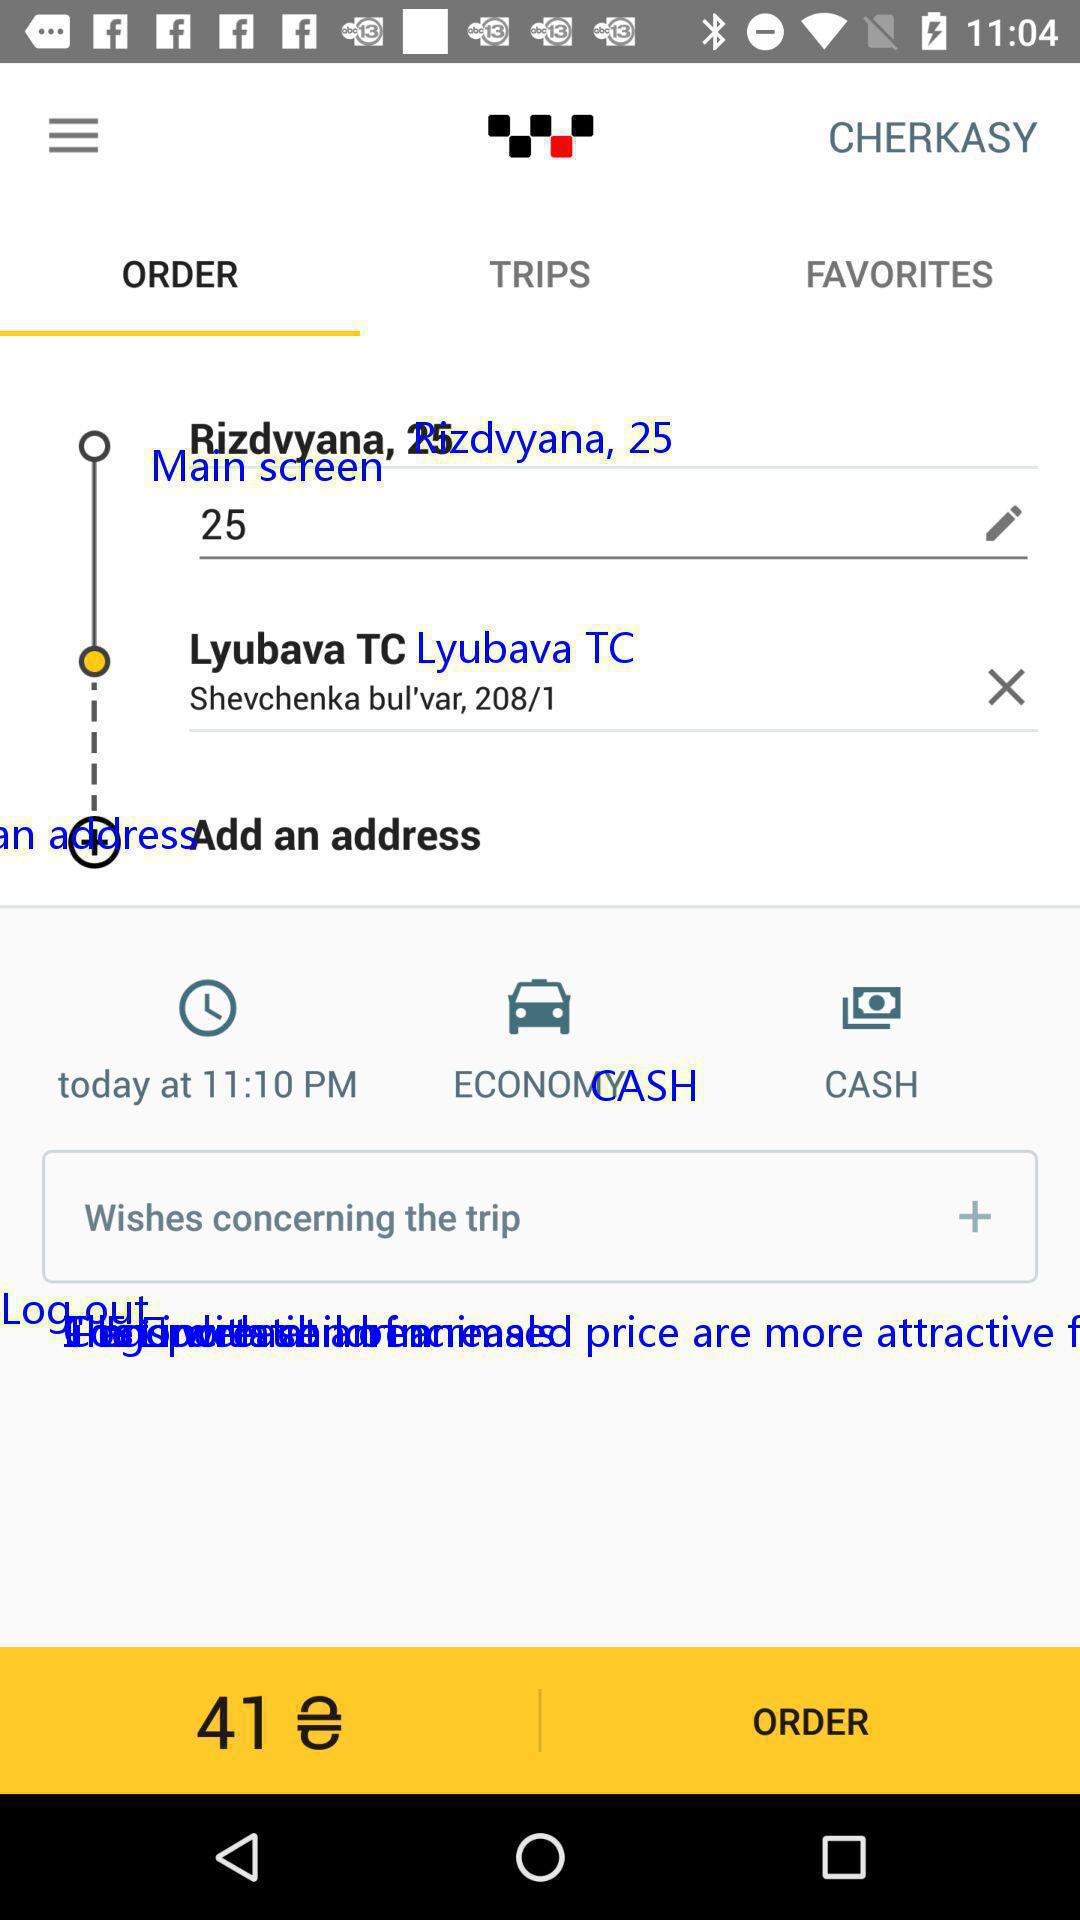 11:04
CHERKASY
ORDER TRIPS FAVORITES
Rizdvyana, 25 Rizdvyana, 25
Main screen
25
Lyubava TC Lyubava TC
Shevchenka bul'var, 208/1
an address Add an address
today at 11:10 PM ECONOMY CASH CASH
Wishes concerning the trip +
Log out
price are more attractive f
41 ₴ ORDER